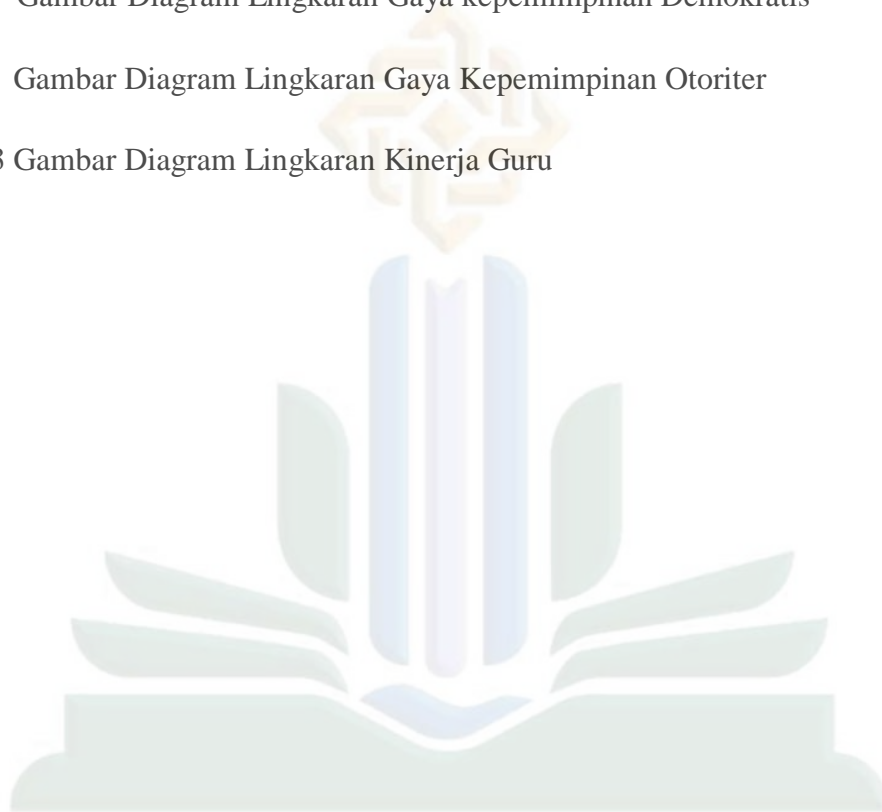 Gambar Diagram Lingkaran Gaya kepemimpinan Demokratis
Gambar Diagram Lingkaran Gaya Kepemimpinan Otoriter
3 Gambar Diagram Lingkaran Kinerja Guru